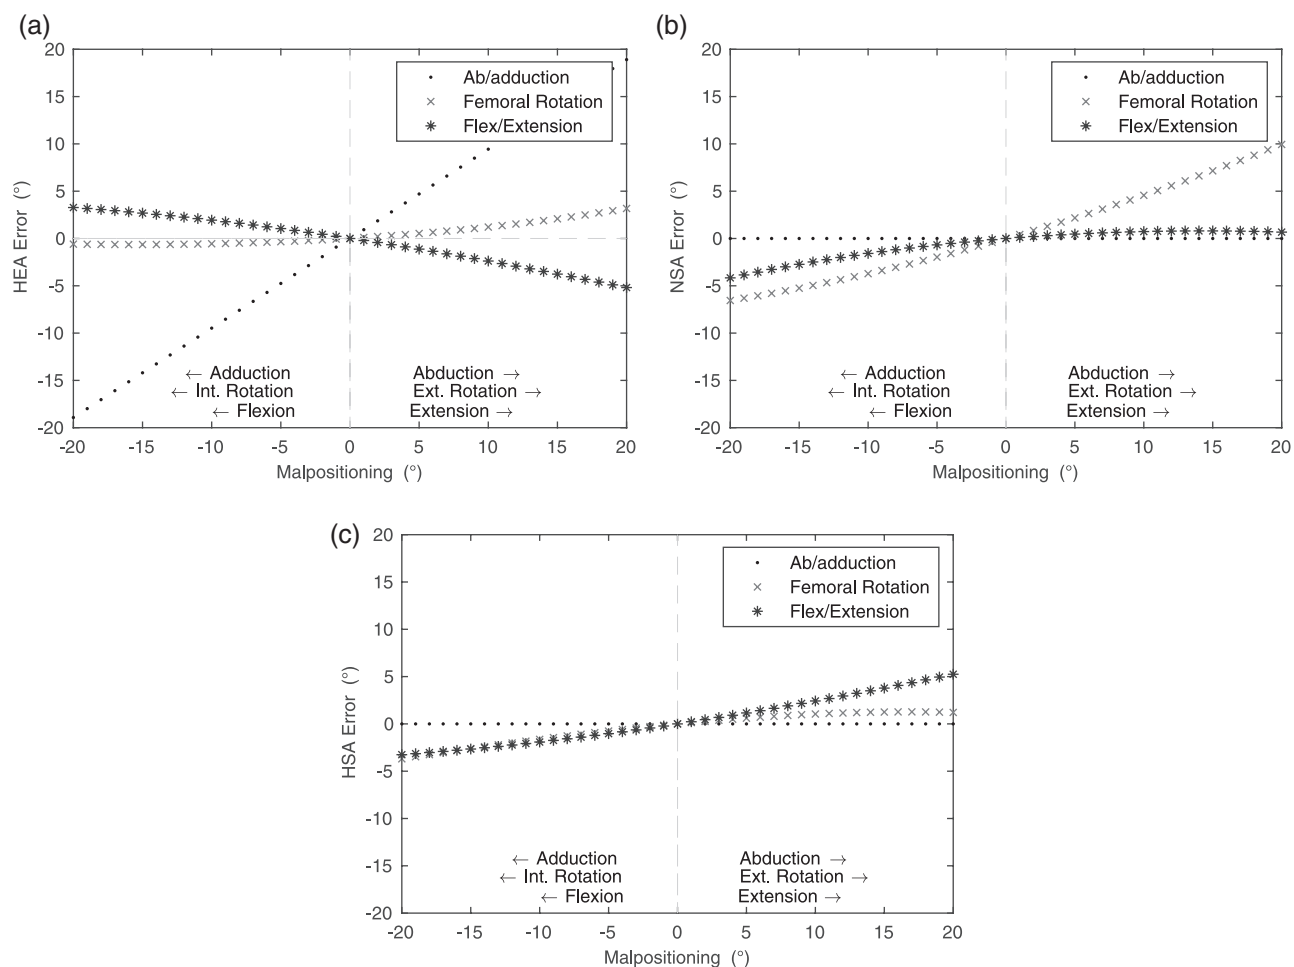 (a)
20
15
10
5
0
-5
-10
-15
-20
HEA Error (°)
Ab/adduction
Femoral Rotation
Flex/Extension
← Adduction
← Int. Rotation
← Flexion
Abduction →
Ext. Rotation →
Extension →
-20 -15 -10 -5 0 5 10 15 20
Malpositioning (°)
(b)
20
15
10
5
0
-5
-10
-15
-20
NSA Error (°)
Ab/adduction
Femoral Rotation
Flex/Extension
← Adduction
← Int. Rotation
← Flexion
Abduction →
Ext. Rotation →
Extension →
-20 -15 -10 -5 0 5 10 15 20
Malpositioning (°)
(c)
20
15
10
5
0
-5
-10
-15
-20
HSA Error (°)
Ab/adduction
Femoral Rotation
Flex/Extension
← Adduction
← Int. Rotation
← Flexion
Abduction →
Ext. Rotation →
Extension →
-20 -15 -10 -5 0 5 10 15 20
Malpositioning (°)